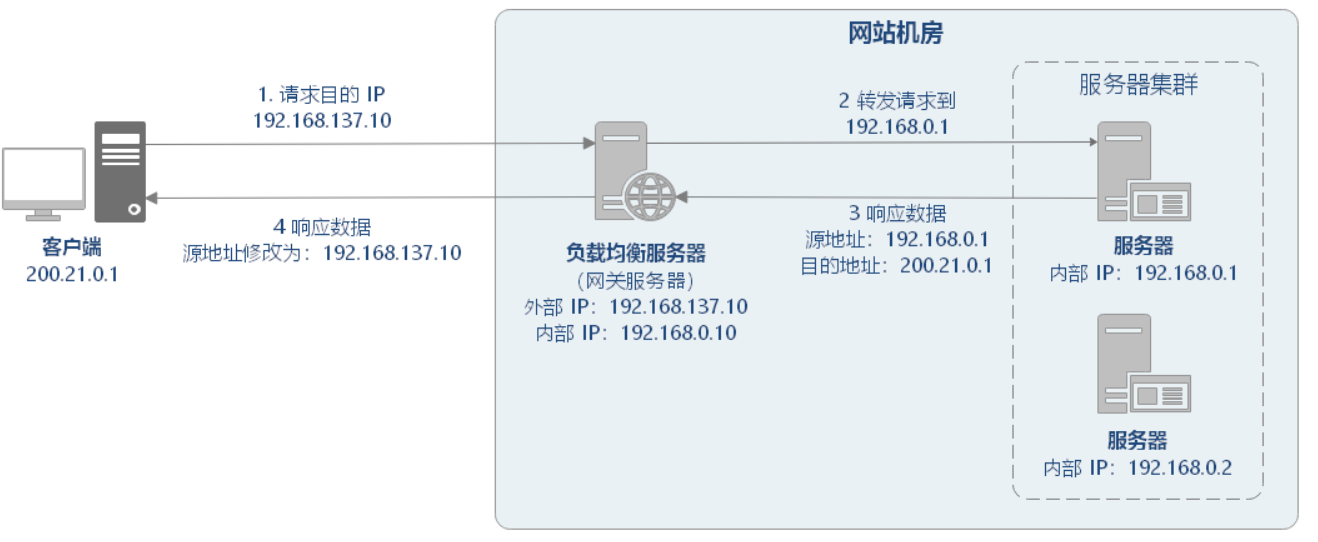 网站机房
服务器集群
1. 请求目的 IP
192.168.137.10
2 转发请求到
192.168.0.1
4 响应数据
源地址修改为：192.168.137.10
3 响应数据
源地址：192.168.0.1
目的地址：200.21.0.1
客户端
200.21.0.1
负载均衡服务器
（网关服务器）
外部 IP：192.168.137.10
内部 IP：192.168.0.10
服务器
内部 IP：192.168.0.1
服务器
内部 IP：192.168.0.2